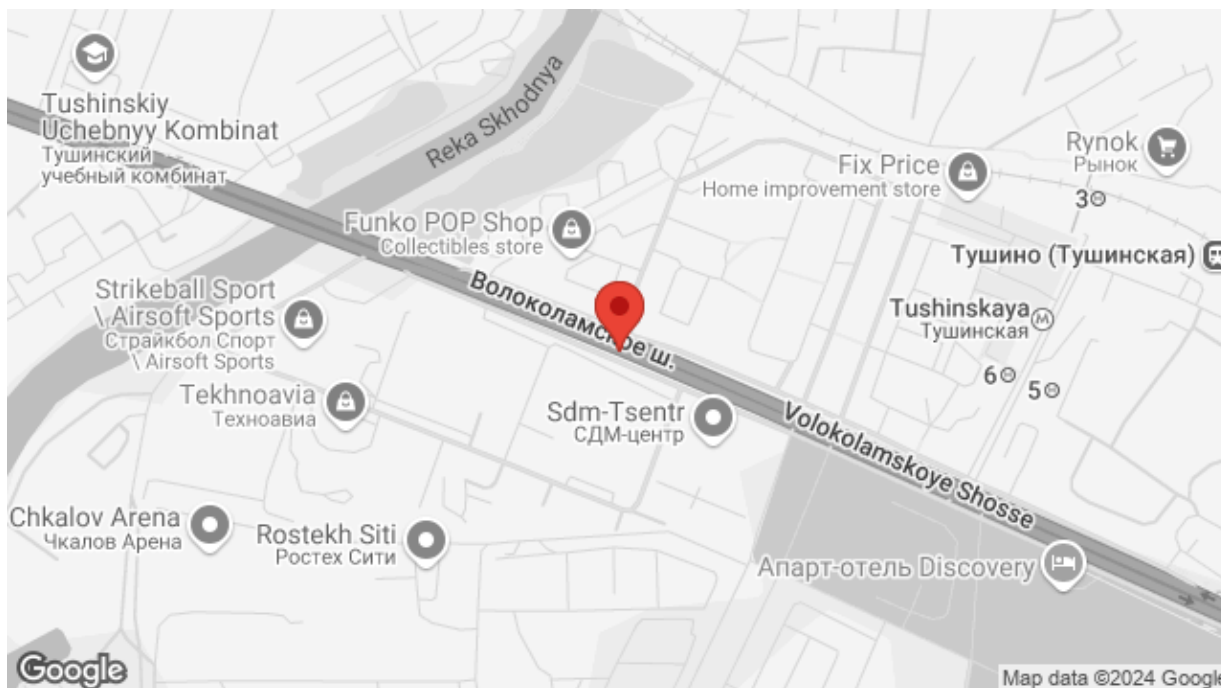 Tushinskiy
Uchebnyy Kombinat
Тушинский
учебный комбинат
Reka Skhodnya
Rynok
Рынок
Fix Price
Home improvement store
3
Funko POP Shop
Collectibles store
Тушино (Тушинская)
Strikeball Sport
\ Airsoft Sports
Страйкбол Спорт
\ Airsoft Sports
Волоколамское ш.
Tushinskaya
Тушинская
M
6
5
Tekhnoavia
Техноавиа
Sdm-Tsentr
СДМ-центр
Volokolamskoye Shosse
Chkalov Arena
Чкалов Арена
Rostekh Siti
Ростех Сити
Апарт-отель Discovery
Google
Map data ©2024 Google